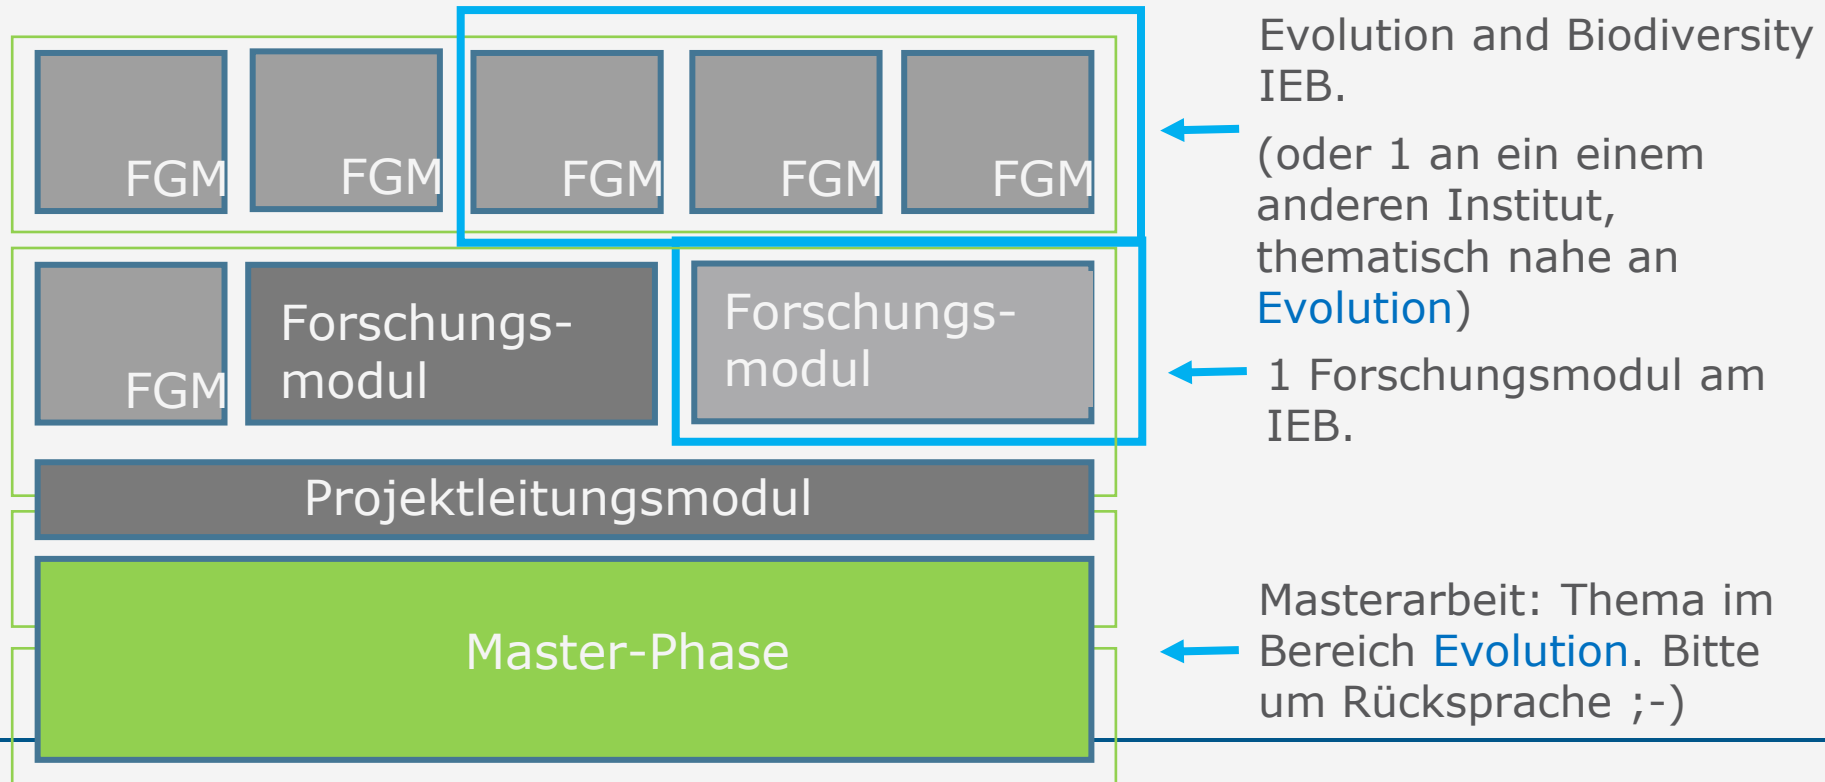 FGM
FGM
FGM
FGM
FGM
Evolution and Biodiversity
IEB.
(oder 1 an ein einem
anderen Institut,
thematisch nahe an
Evolution)
FGM
Forschungs-
modul
Forschungs-
modul
1 Forschungsmodul am
IEB.
Projektleitungsmodul
Master-Phase
Masterarbeit: Thema im
Bereich Evolution. Bitte
um Rücksprache ;-)